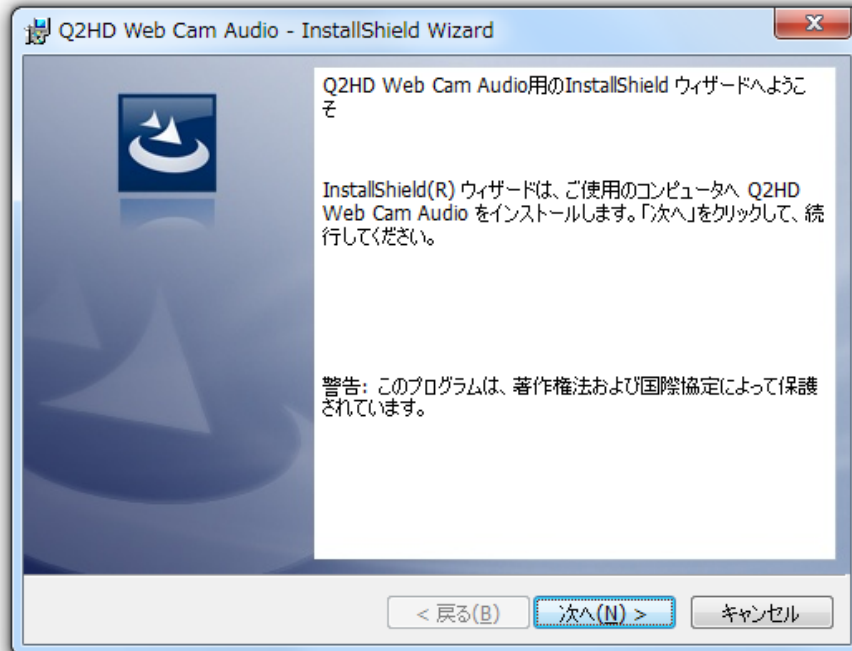 Q2HD Web Cam Audio - InstallShield Wizard
Q2HD Web Cam Audio用のInstallShield ウィザードへようこ
そ
InstallShield(R) ウィザードは、ご使用のコンピュータへ Q2HD
Web Cam Audio をインストールします。「次へ」をクリックして、続
行してください。
警告: このプログラムは、著作権法および国際協定によって保護
されています。
< 戻る(B)
次へ(N) >
キャンセル